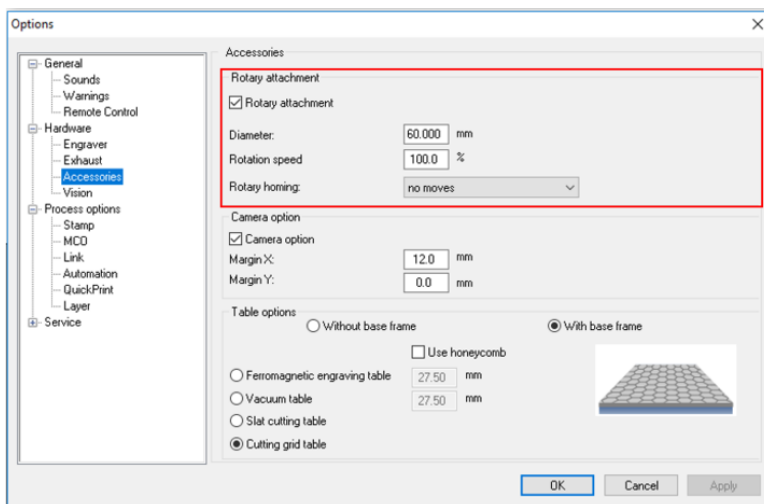 Options
General
Sounds
Warnings
Remote Control
Hardware
Engraver
Exhaust
Accessories
Vision
Process options
Stamp
MCO
Link
Automation
QuickPrint
Layer
Service
Accessories
Rotary attachment
Rotary attachment
Diameter: 60.000 mm
Rotation speed 100.0 %
Rotary homing: no moves
Camera option
Camera option
Margin X: 12.0 mm
Margin Y: 0.0 mm
Table options
Without base frame With base frame
Use honeycomb
Ferromagnetic engraving table 27.50 mm
Vacuum table 27.50 mm
Slat cutting table
Cutting grid table
OK Cancel Apply